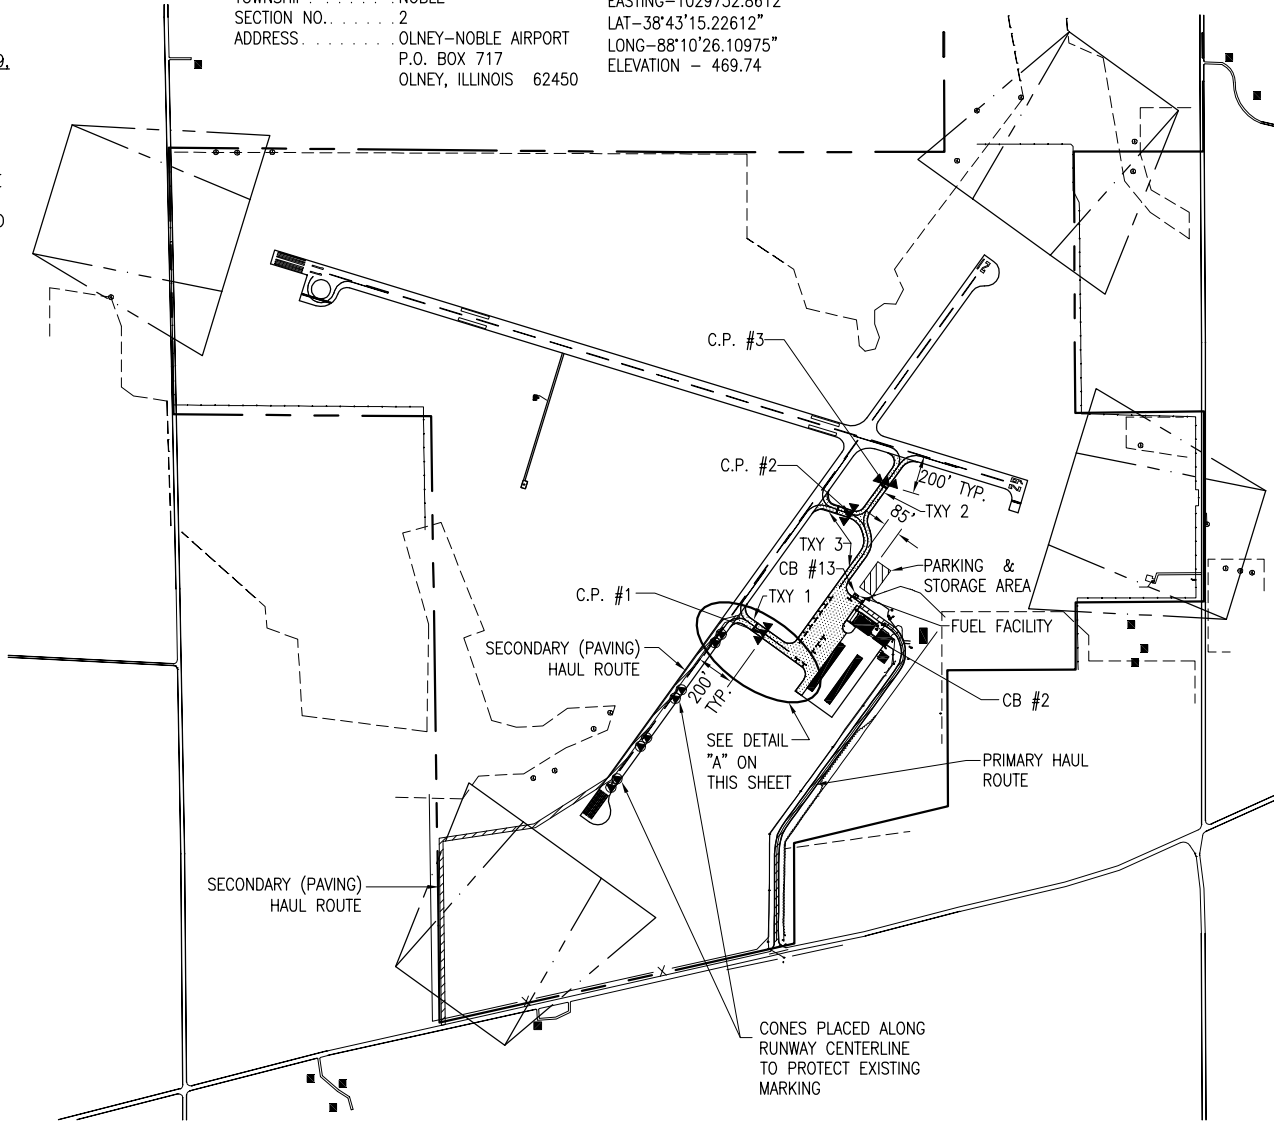 SECTION NO. . . . . . . 2
ADDRESS . . . . . . . . OLNEY-NOBLE AIRPORT
P.O. BOX 717
OLNEY, ILLINOIS 62450
LAT-38°43'15.22612"
LONG-88°10'26.10975"
ELEVATION - 469.74
C.P. #3
C.P. #2
200' TYP.
TXY 2
85'
TXY 3
CB #13
PARKING &
STORAGE AREA
C.P. #1
TXY 1
FUEL FACILITY
SECONDARY (PAVING)
HAUL ROUTE
200'
TYP.
CB #2
SEE DETAIL
"A" ON
THIS SHEET
PRIMARY HAUL
ROUTE
SECONDARY (PAVING)
HAUL ROUTE
CONES PLACED ALONG
RUNWAY CENTERLINE
TO PROTECT EXISTING
MARKING